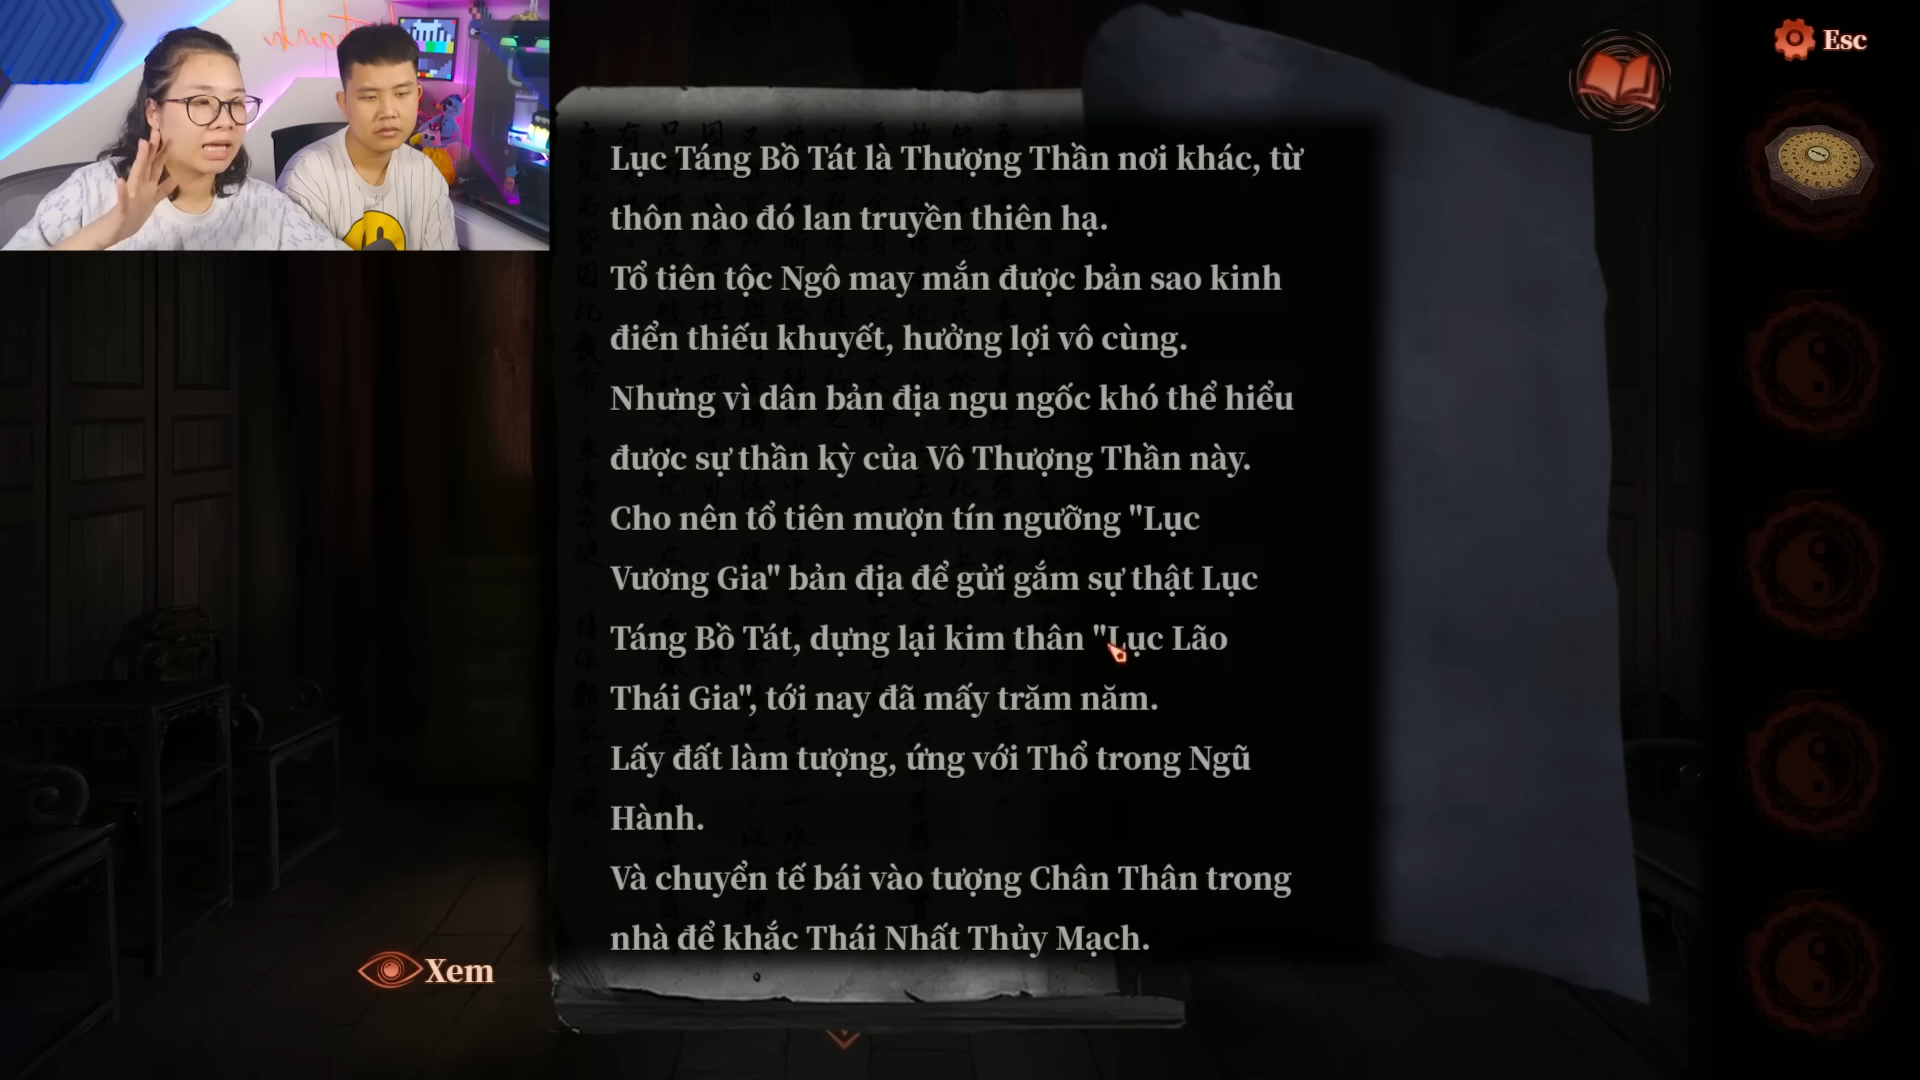 Esc
Lục Táng Bồ Tát là Thượng Thần nơi khác, từ
thôn nào đó lan truyền thiên hạ.
Tổ tiên tộc Ngô may mắn được bản sao kinh
điển thiếu khuyết, hưởng lợi vô cùng.
Nhưng vì dân bản địa ngu ngốc khó thể hiểu
được sự thần kỳ của Vô Thượng Thần này.
Cho nên tổ tiên mượn tín ngưỡng "Lục
Vương Gia" bản địa để gửi gắm sự thật Lục
Táng Bồ Tát, dựng lại kim thân "Lục Lão
Thái Gia", tới nay đã mấy trăm năm.
Lấy đất làm tượng, ứng với Thổ trong Ngũ
Hành.
Và chuyển tế bái vào tượng Chân Thân trong
nhà để khắc Thái Nhất Thủy Mạch.
Xem